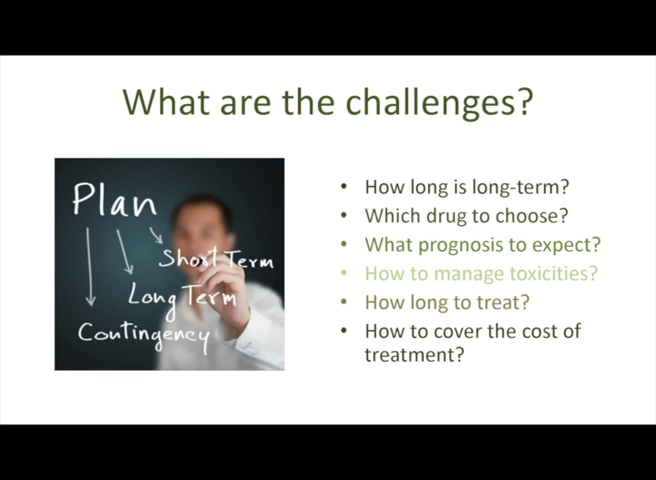 What are the challenges?
Plan
Short Term
Long Term
Contingency
• How long is long-term?
• Which drug to choose?
• What prognosis to expect?
• How to manage toxicities?
• How long to treat?
• How to cover the cost of
treatment?